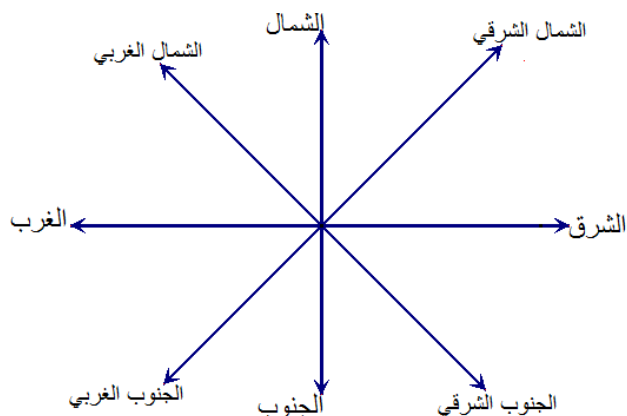 الشمال
الشمال الشرقي
الشمال الغربي
الشرق
الغرب
الجنوب الشرقي
الجنوب
الجنوب الغربي